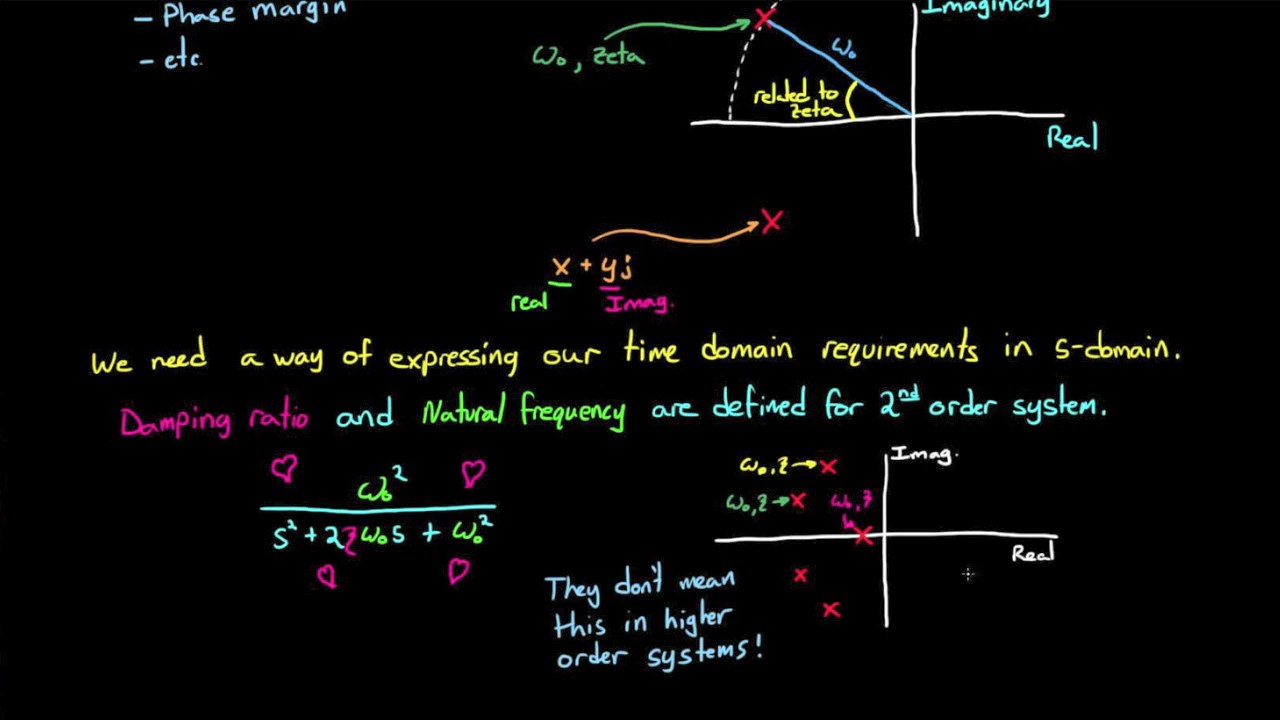 - Phase margin
- etc.
Imaginary
ω₀, zeta
ω₀
related to
zeta
Real
x + yj
real
Imag.
We need a way of expressing our time domain requirements in s-domain.
Damping ratio and Natural frequency are defined for 2nd order system.
ω₀²
s² + 2ζω₀s + ω₀²
ω₀,ζ
Imag.
ω₀,ζ
ω₀,ζ
Real
They don't mean
this in higher
order systems!